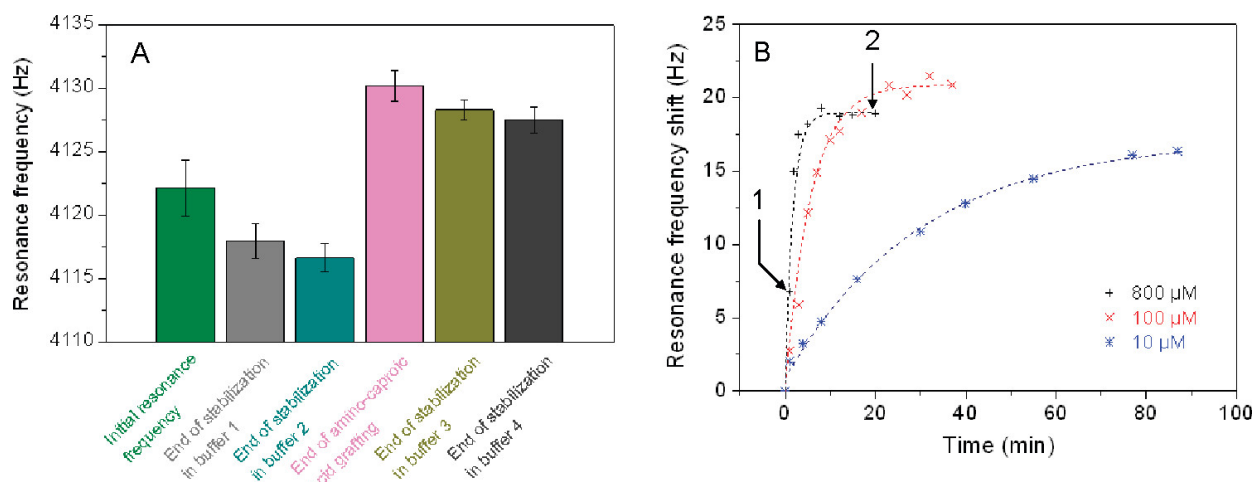 A
Resonance frequency (Hz)
4135
4130
4125
4120
4115
4110
Initial resonance
frequency
End of stabilization
in buffer 1
End of stabilization
in buffer 2
End of amino-caproic
cid grafting
End of stabilization
in buffer 3
End of stabilization
in buffer 4
B
Resonance frequency shift (Hz)
25
20
15
10
5
0
1
2
800 µM
100 µM
10 µM
0 20 40 60 80 100
Time (min)